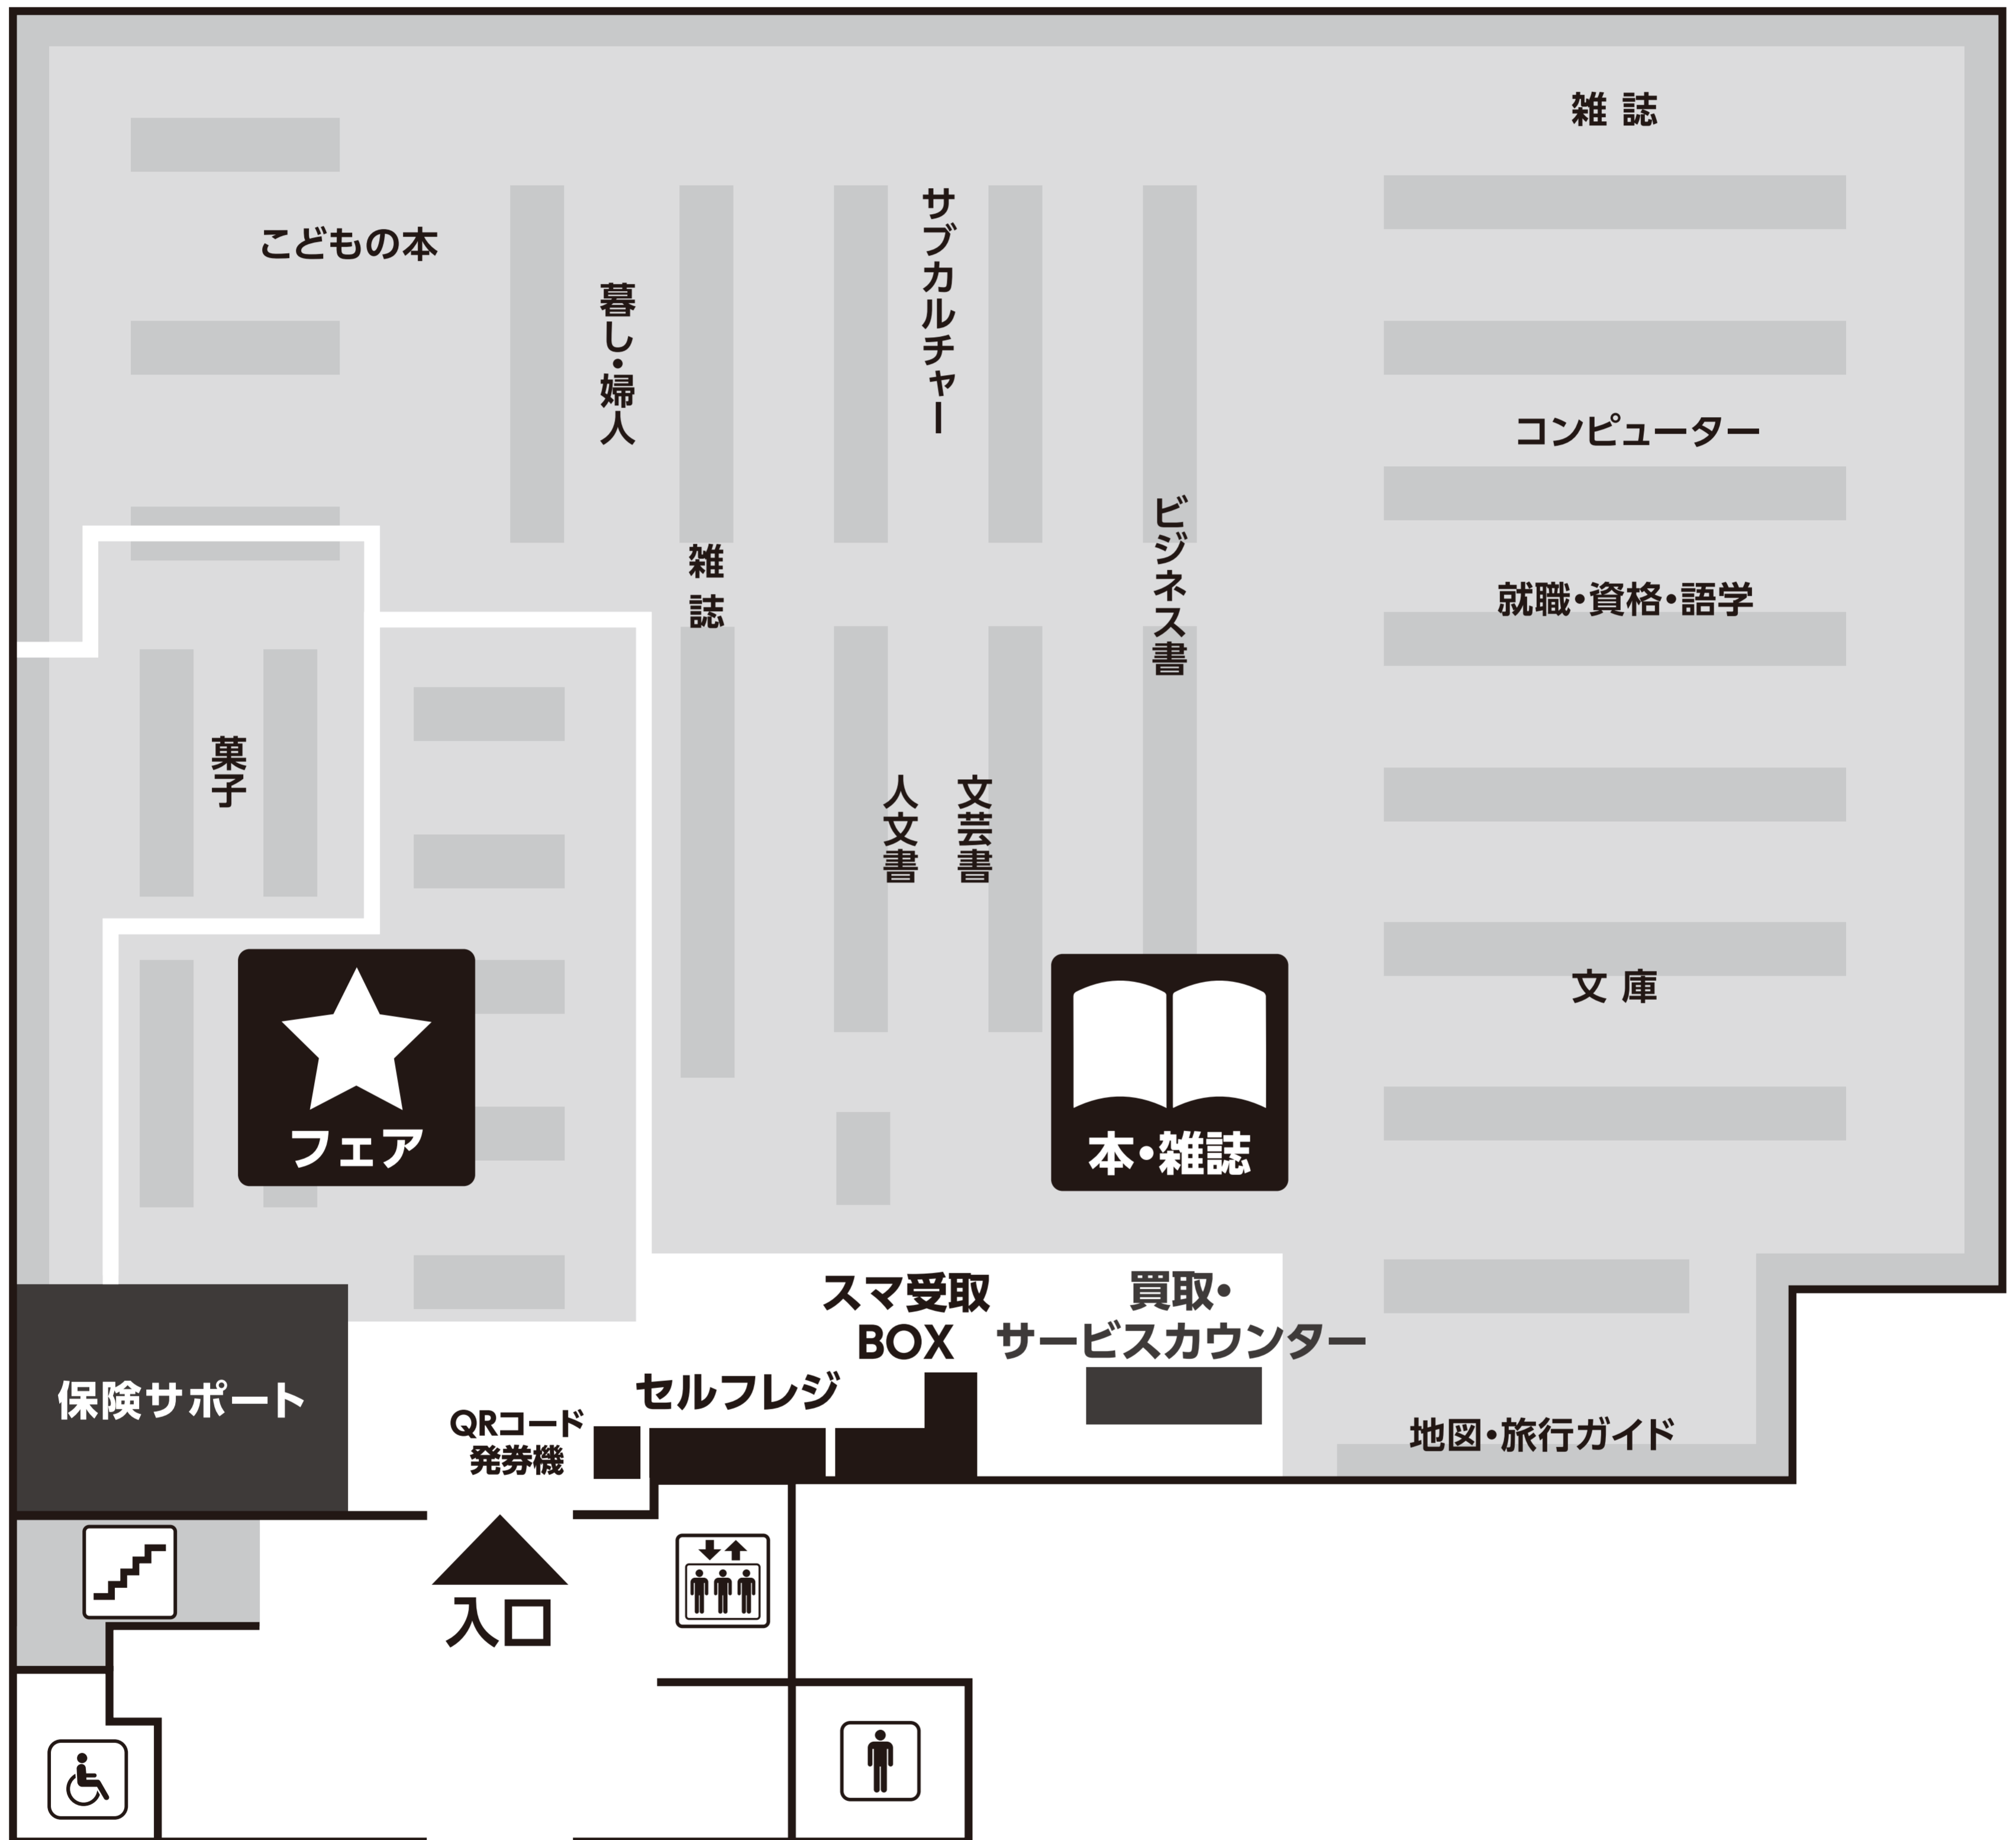 雑誌
こどもの本
サブカルチャー
暮し・婦人
コンピューター
ビジネス書
雑誌
就職・資格・語学
菓子
人文書
文芸書
文庫
フェア
本・雑誌
スマ受取
BOX
買取・
サービスカウンター
保険サポート
セルフレジ
QRコード
発券機
地図・旅行ガイド
入口